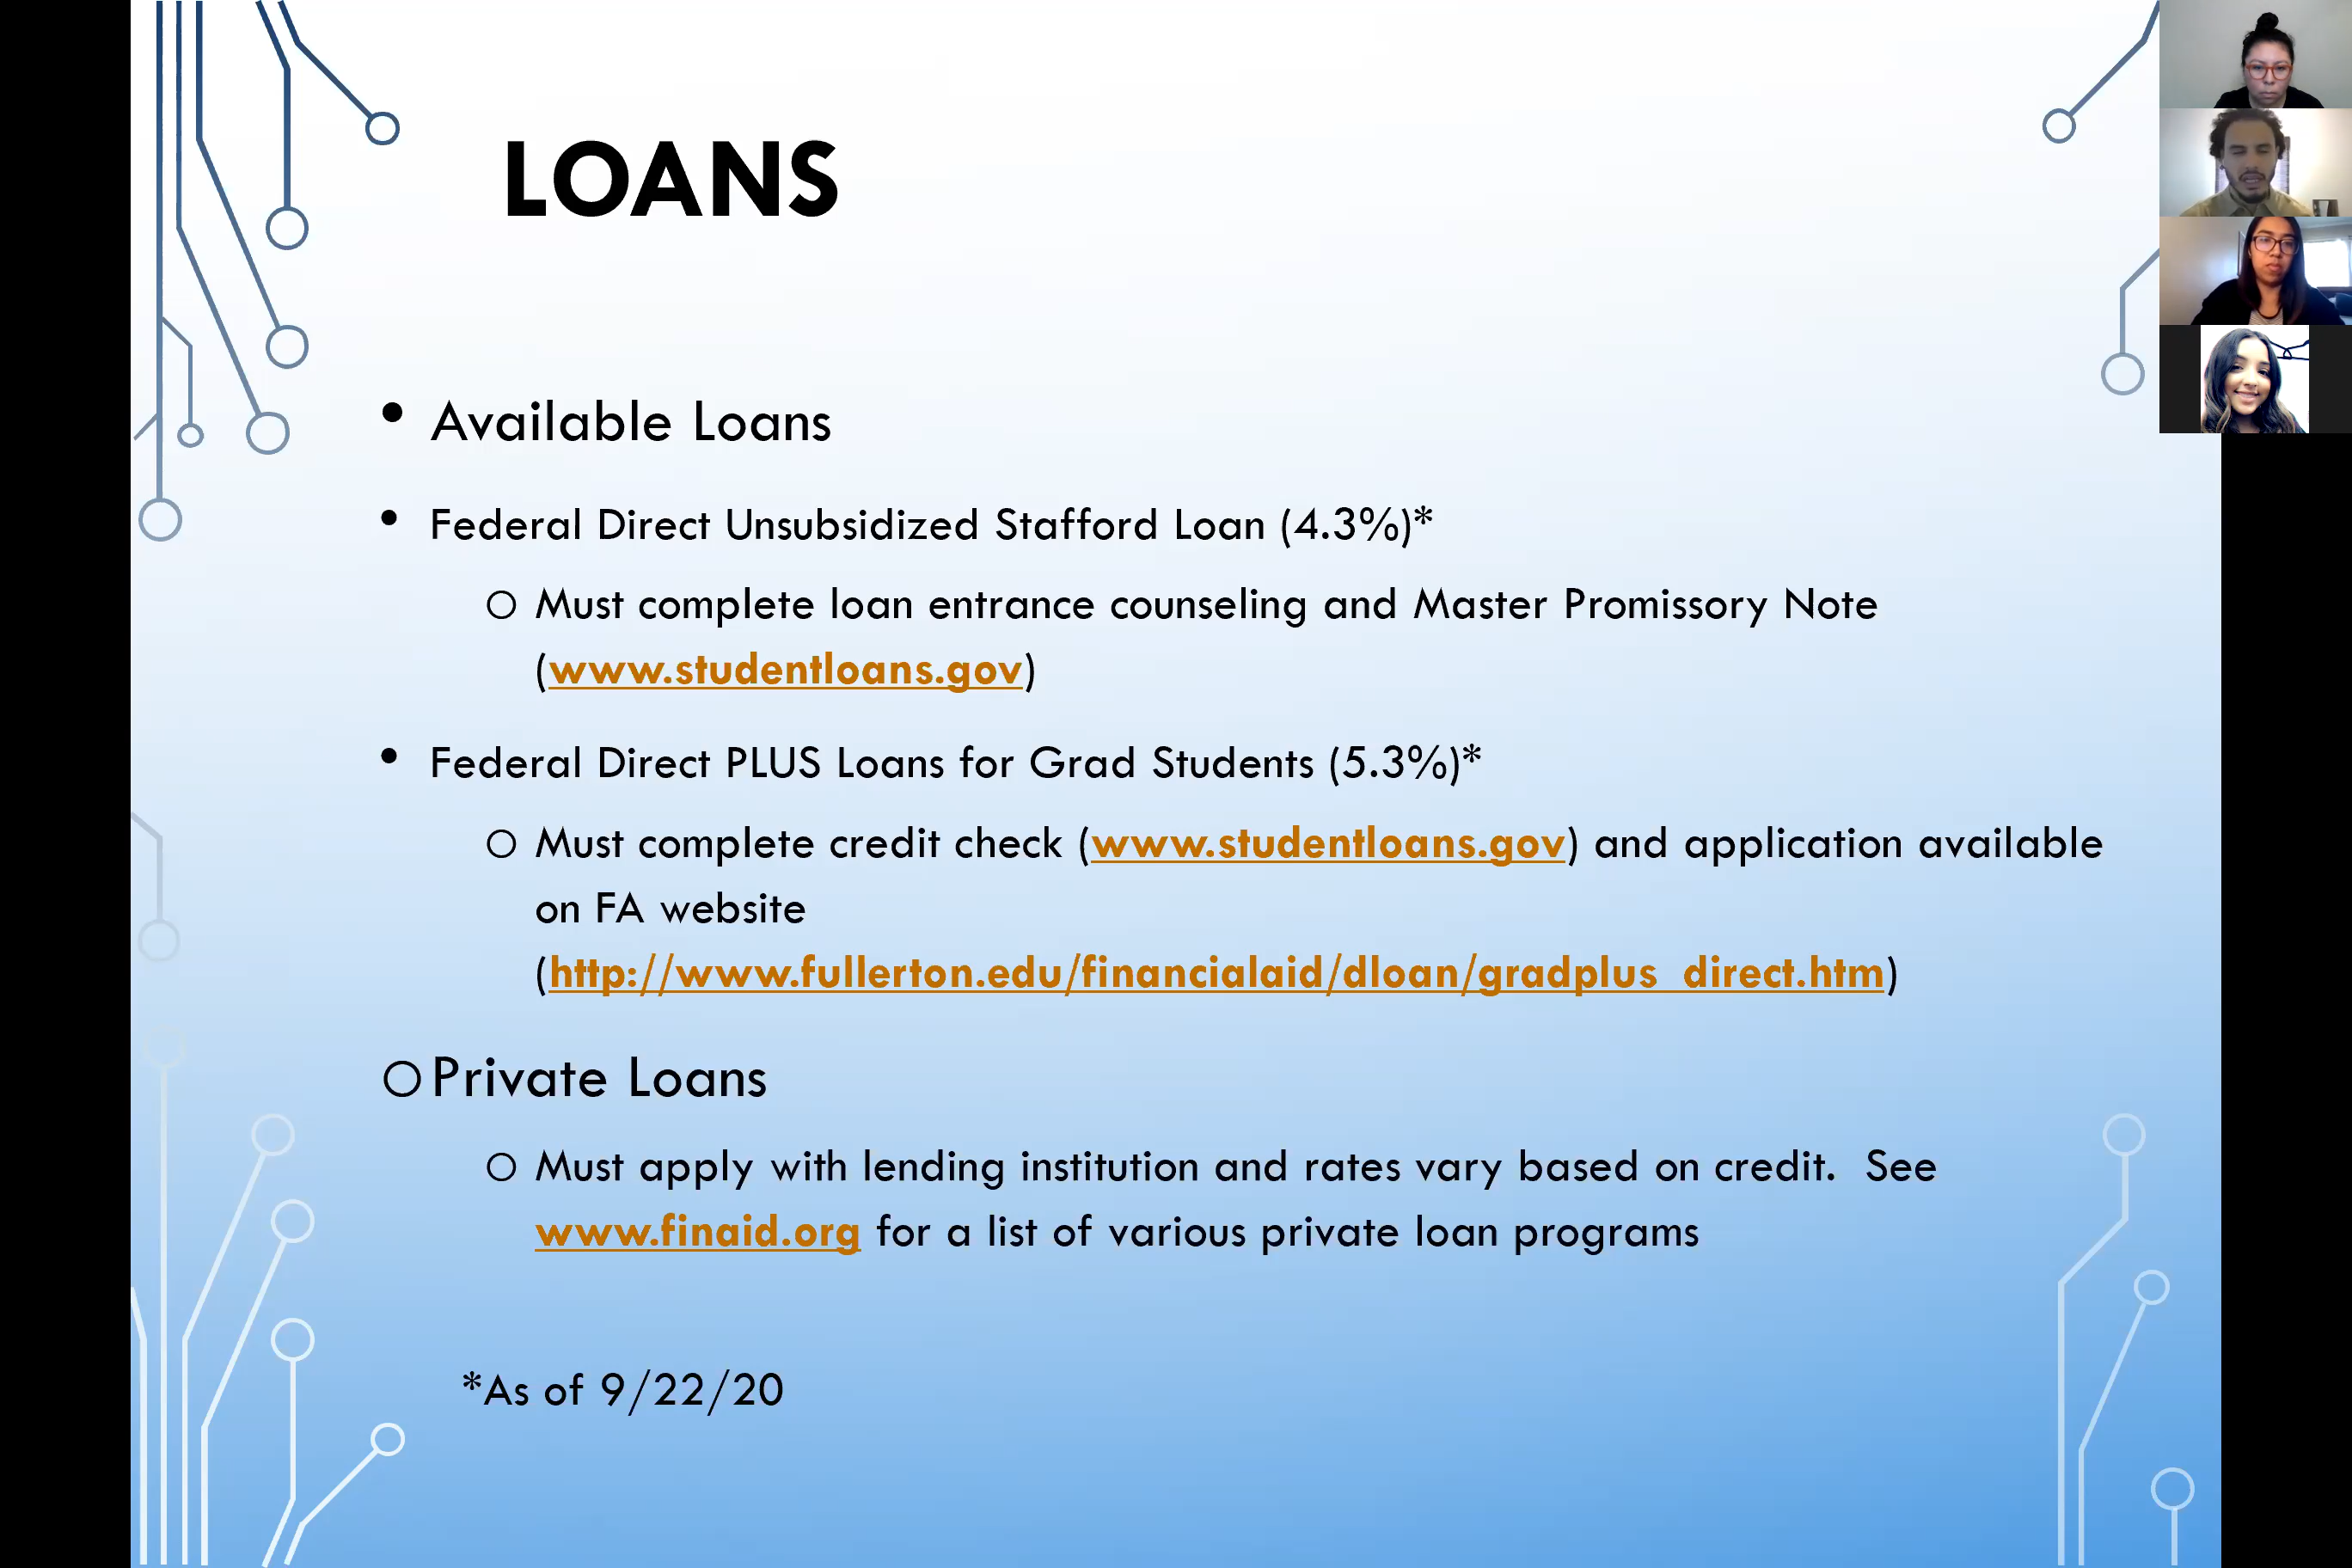 LOANS
• Available Loans
• Federal Direct Unsubsidized Stafford Loan (4.3%)*
○ Must complete loan entrance counseling and Master Promissory Note
(www.studentloans.gov)
• Federal Direct PLUS Loans for Grad Students (5.3%)*
○ Must complete credit check (www.studentloans.gov) and application available
on FA website
(http://www.fullerton.edu/financialaid/dloan/gradplus_direct.htm)
○ Private Loans
○ Must apply with lending institution and rates vary based on credit. See
www.finaid.org for a list of various private loan programs
*As of 9/22/20